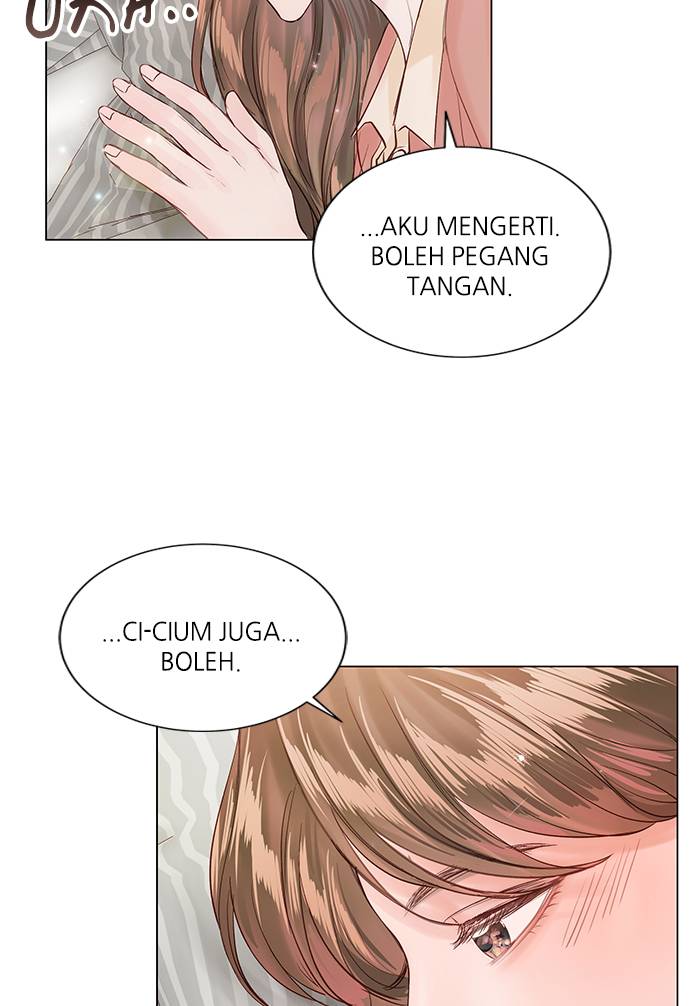 ...AKU MENGERTI.
BOLEH PEGANG
TANGAN.
...CI-CIUM JUGA...
BOLEH.